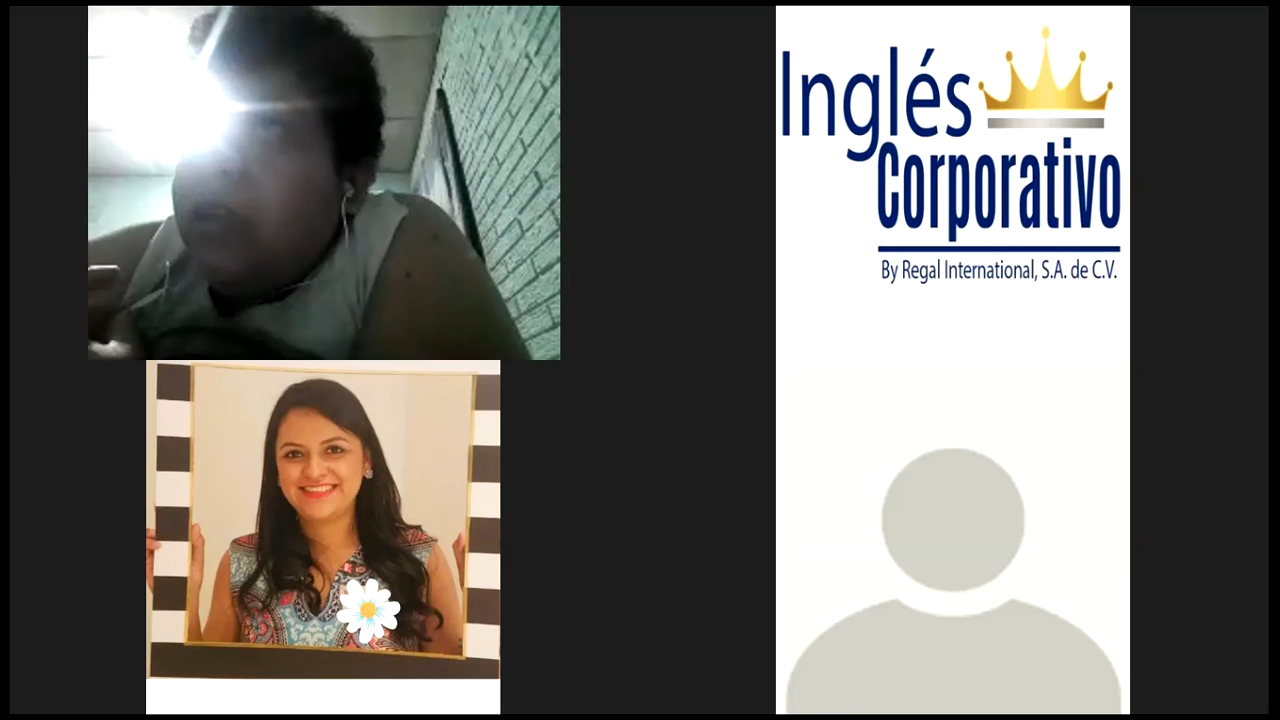 Inglés
Corporativo
By Regal International, S.A. de C.V.